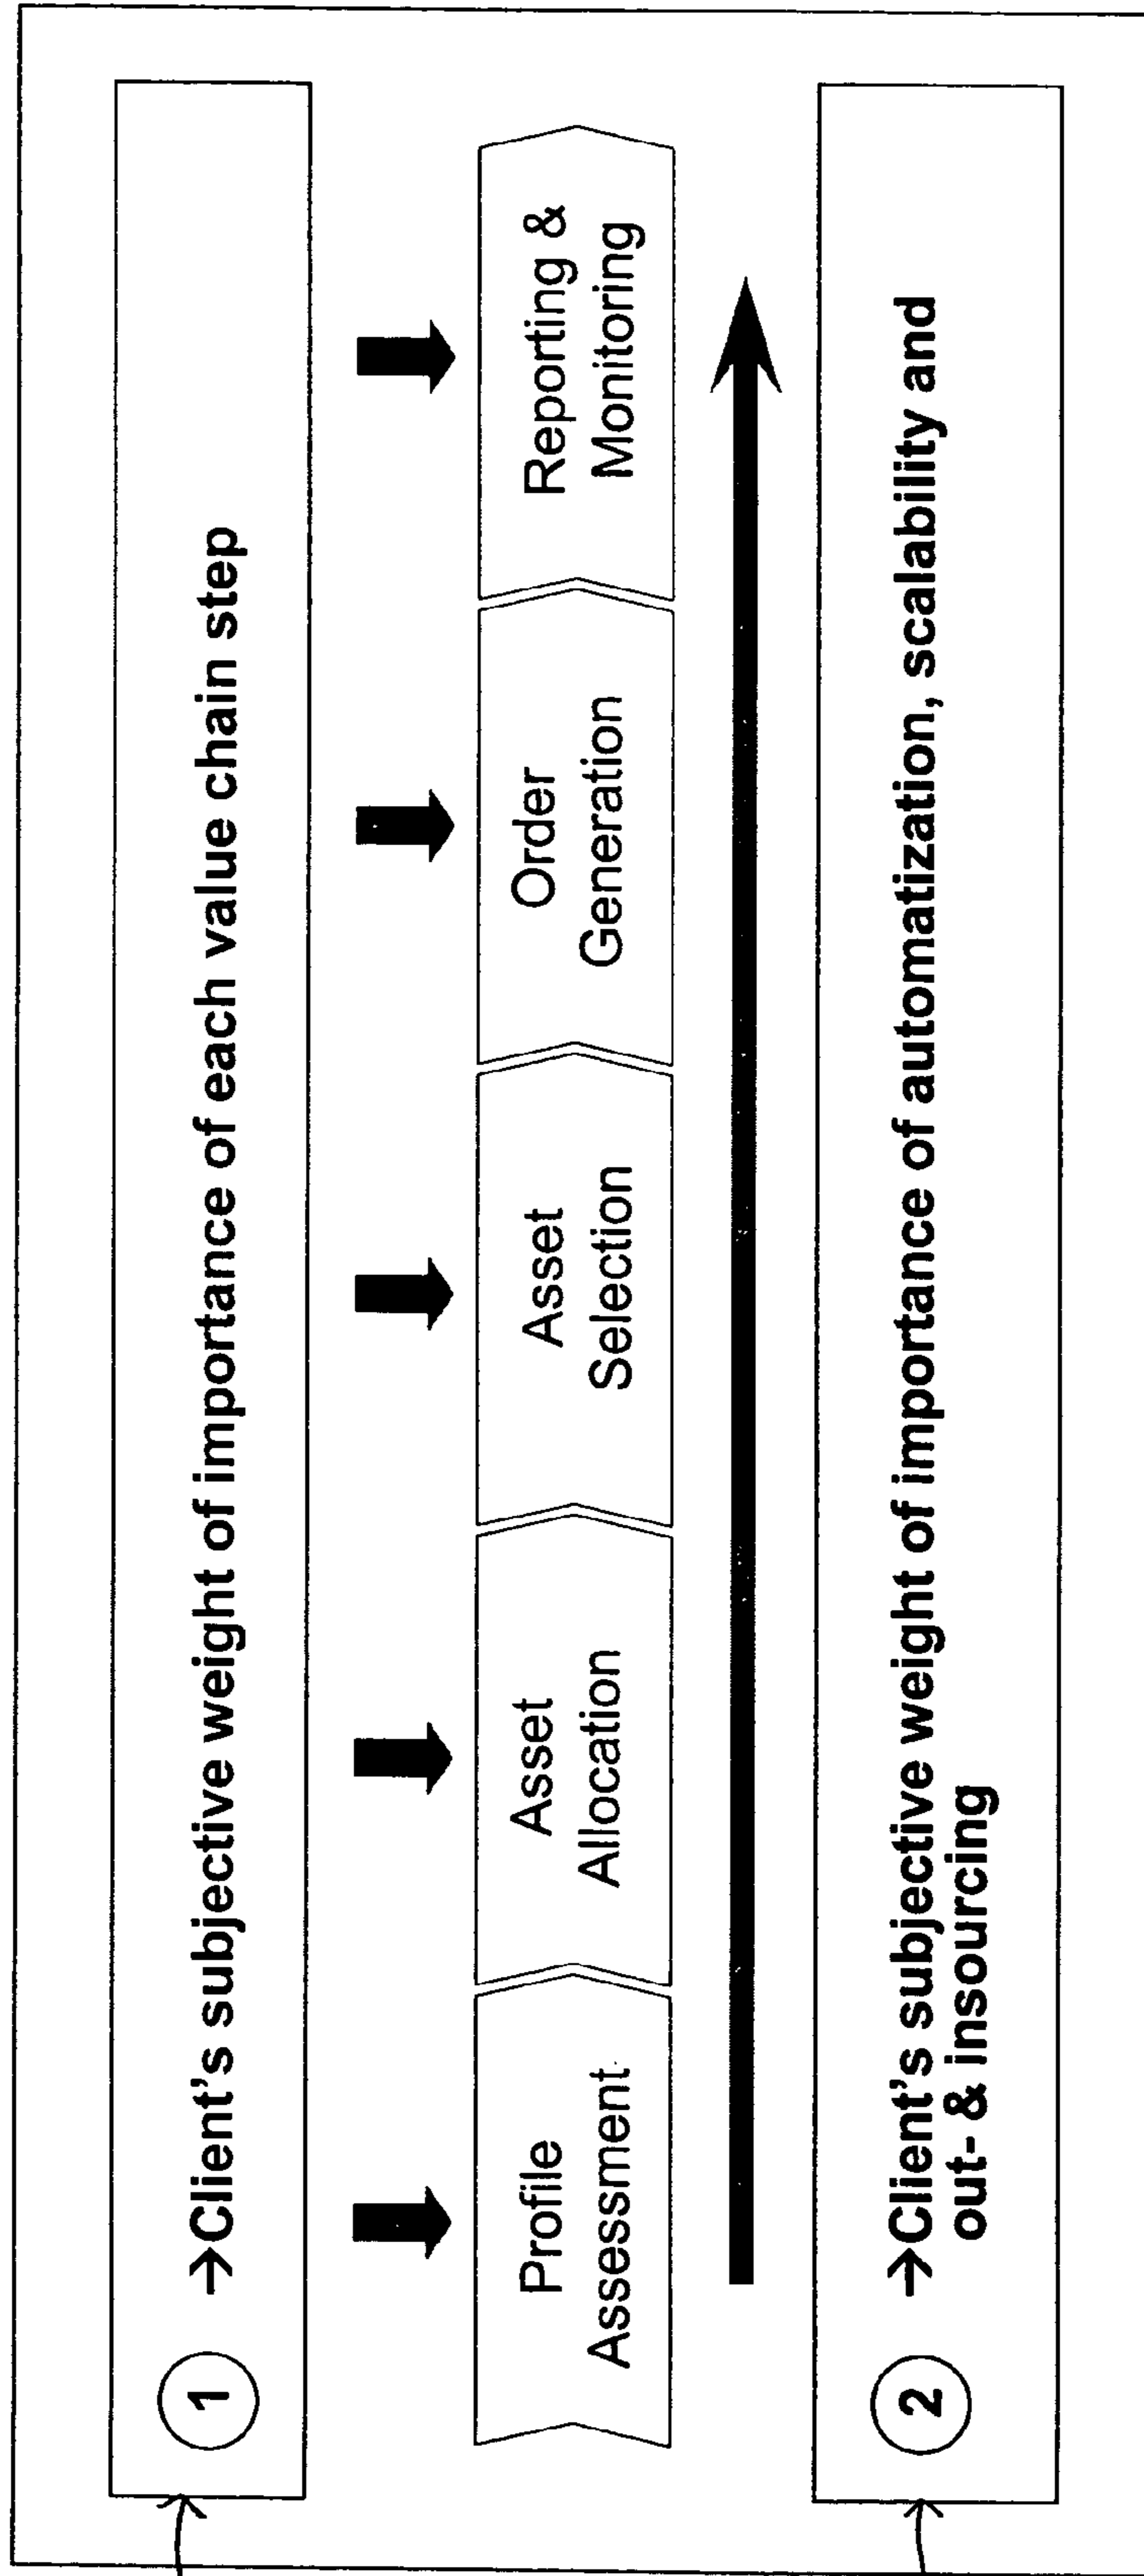 1
→Client's subjective weight of importance of each value chain step
Profile
Assessment
Asset
Allocation
Asset
Selection
Order
Generation
Reporting &
Monitoring
2
→Client's subjective weight of importance of automatization, scalability and
out- & insourcing